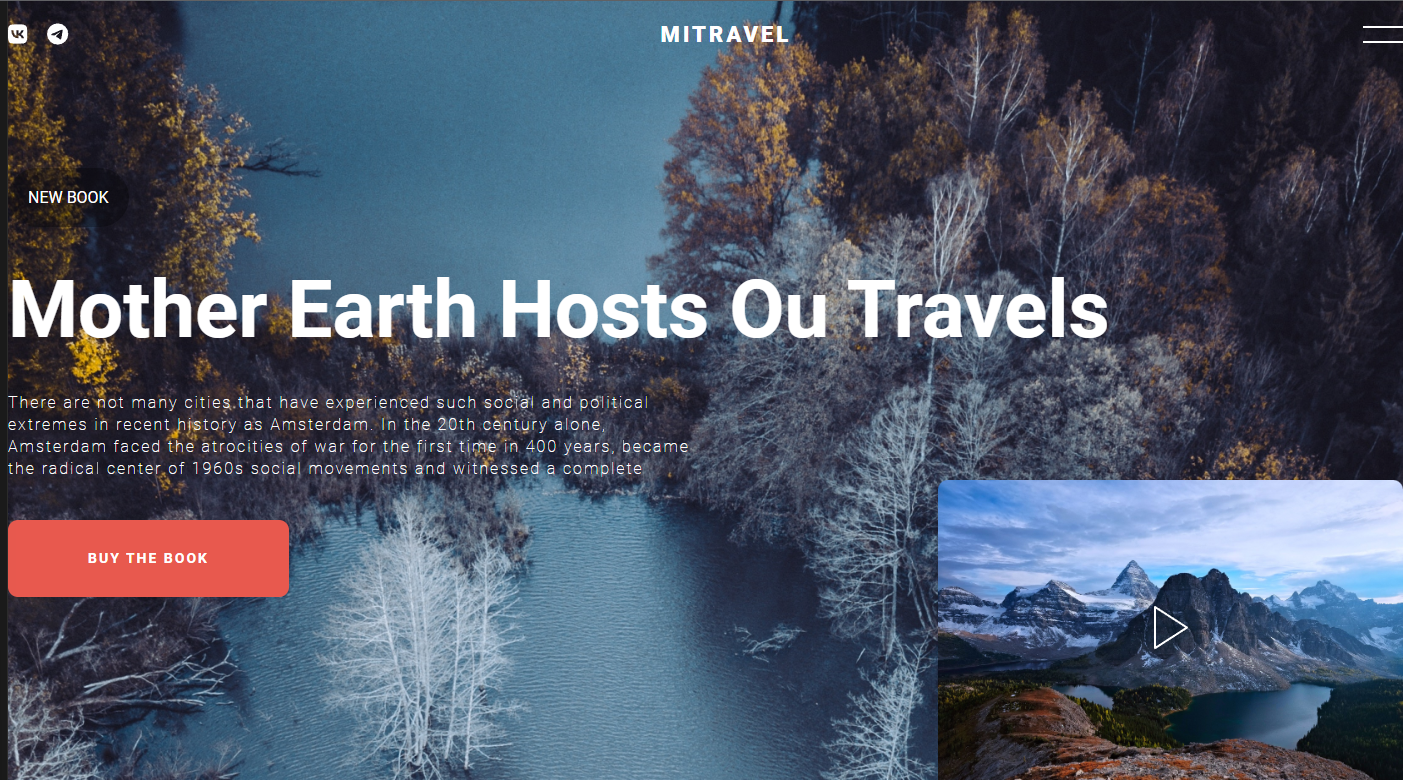 MITRAVEL
NEW BOOK
Mother Earth Hosts Ou Travels
There are not many cities that have experienced such social and political
extremes in recent history as Amsterdam. In the 20th century alone,
Amsterdam faced the atrocities of war for the first time in 400 years, became
the radical center of 1960s social movements and witnessed a complete
BUY THE BOOK